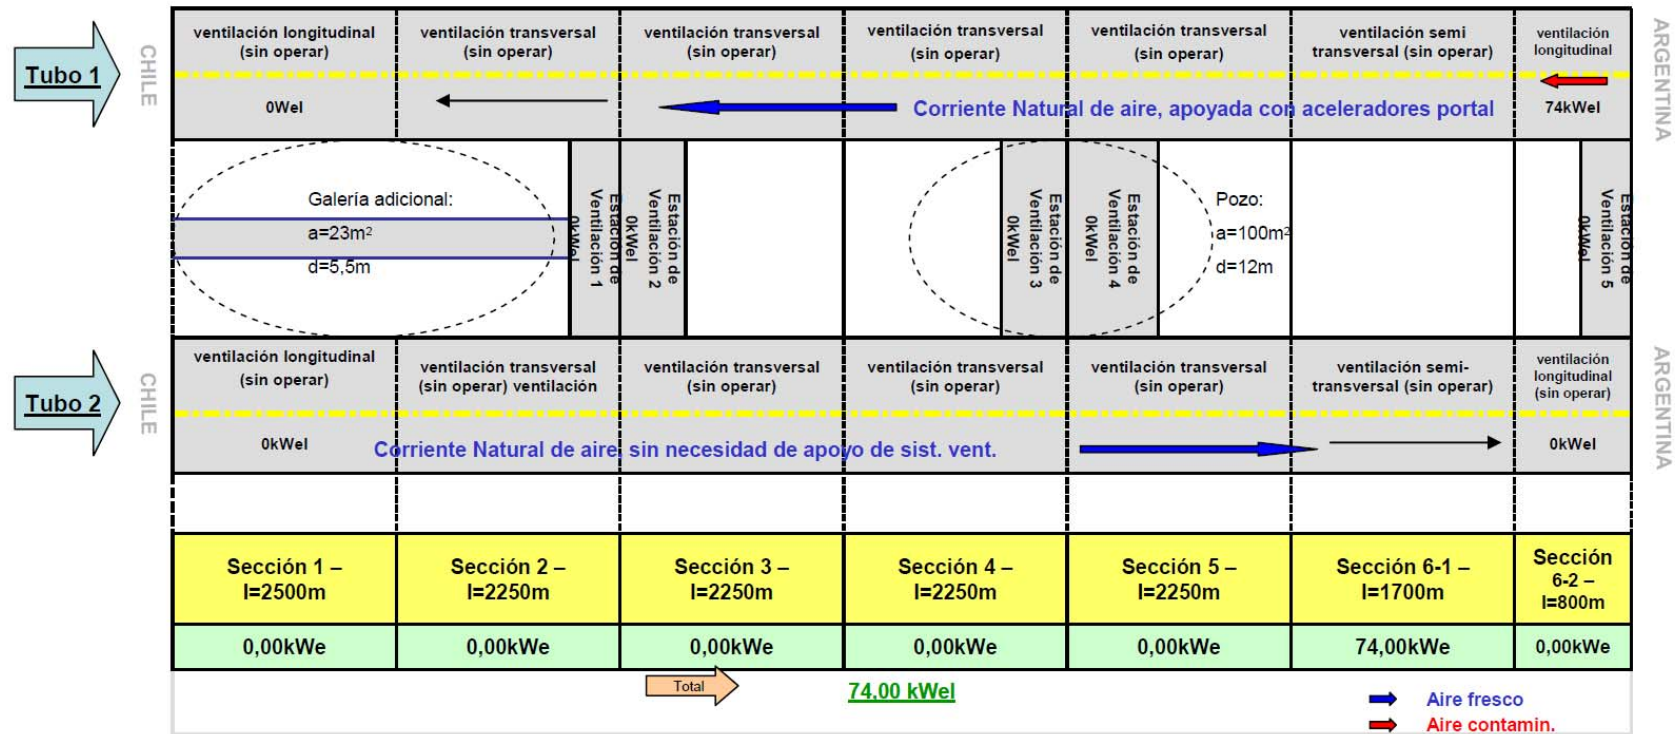 Tubo 1
CHILE
ventilación longitudinal
(sin operar)
ventilación transversal
(sin operar)
ventilación transversal
(sin operar)
ventilación transversal
(sin operar)
ventilación transversal
(sin operar)
ventilación semi
transversal (sin operar)
ventilación
longitudinal
ARGENTINA
0Wel
Corriente Natural de aire, apoyada con aceleradores portal
74kWel
Galería adicional:
a=23m²
d=5,5m
Estación de
Ventilación 1
0kWel
Estación de
Ventilación 2
0kWel
Estación de
Ventilación 3
0kWel
Estación de
Ventilación 4
0kWel
Pozo:
a=100m²
d=12m
Estación de
Ventilación 5
0kWel
Tubo 2
CHILE
ventilación longitudinal
(sin operar)
ventilación transversal
(sin operar) ventilación
ventilación transversal
(sin operar)
ventilación transversal
(sin operar)
ventilación transversal
(sin operar)
ventilación semi-
transversal (sin operar)
ventilación
longitudinal
(sin operar)
ARGENTINA
0kWel
Corriente Natural de aire, sin necesidad de apoyo de sist. vent.
0kWel
Sección 1 –
l=2500m
Sección 2 –
l=2250m
Sección 3 –
l=2250m
Sección 4 –
l=2250m
Sección 5 –
l=2250m
Sección 6-1 –
l=1700m
Sección
6-2 –
l=800m
0,00kWe
0,00kWe
0,00kWe
0,00kWe
0,00kWe
74,00kWe
0,00kWe
Total
74,00 kWel
Aire fresco
Aire contamin.